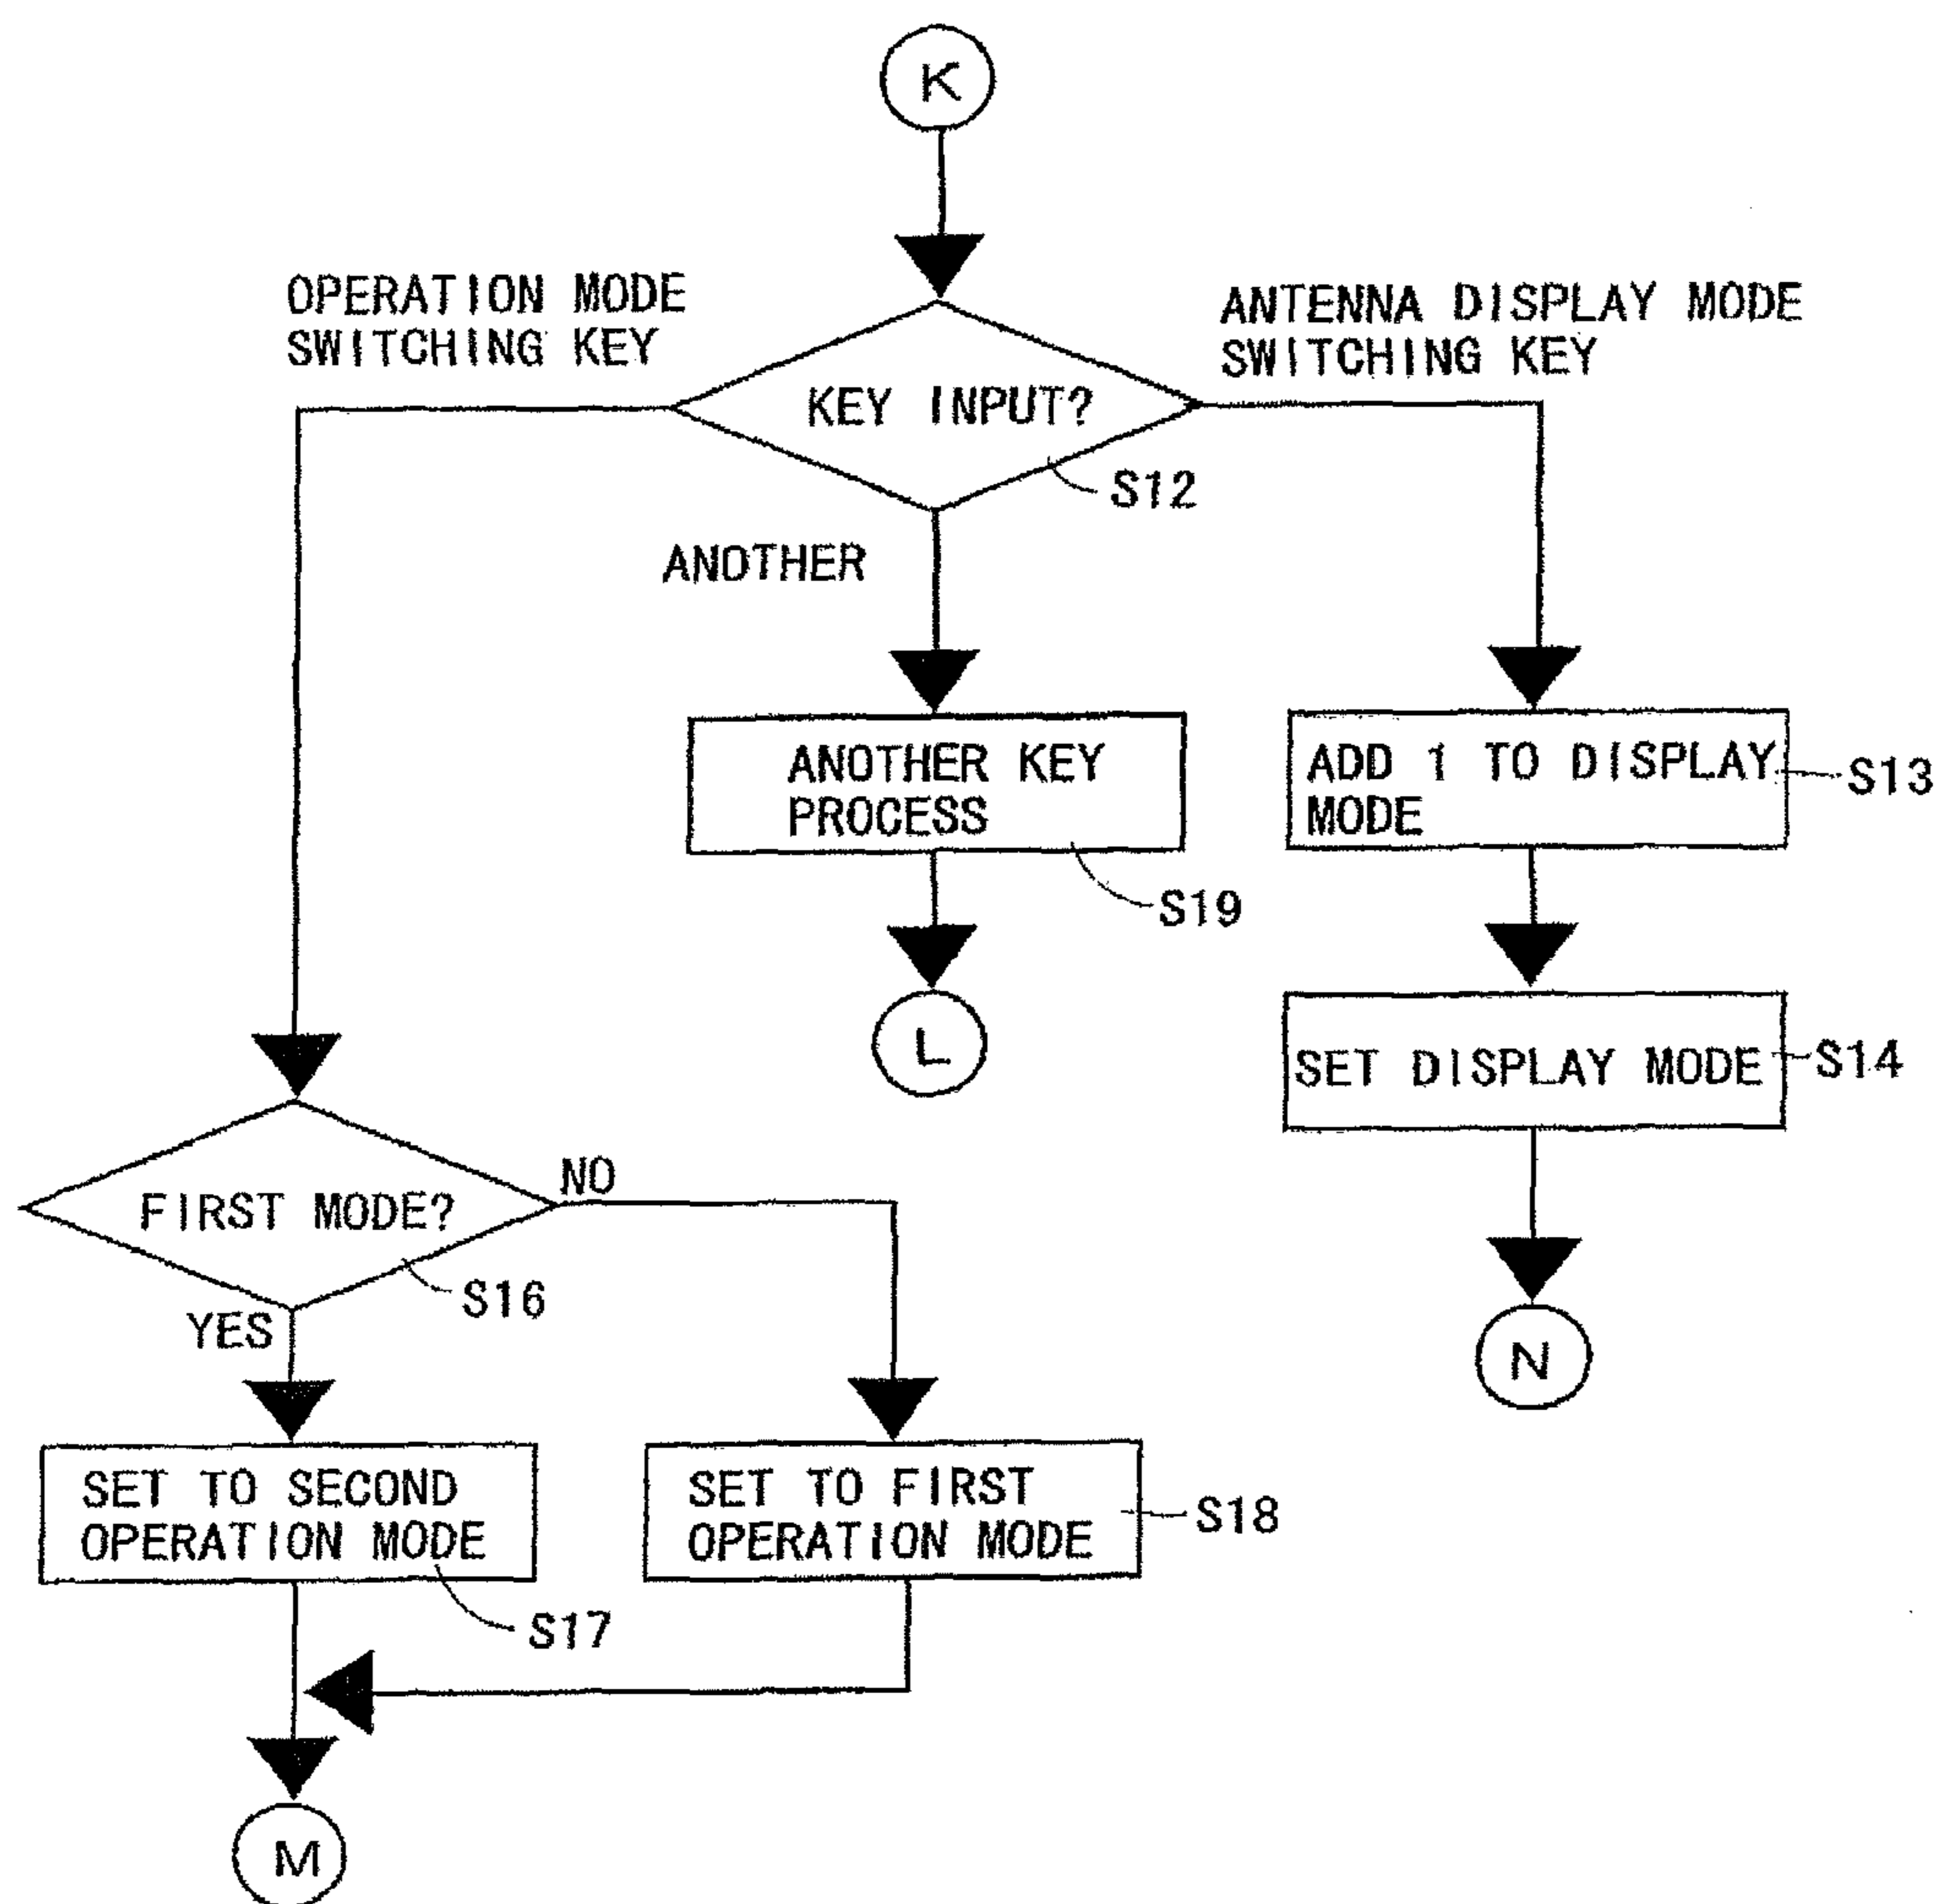 K
OPERATION MODE
SWITCHING KEY
ANTENNA DISPLAY MODE
SWITCHING KEY
KEY INPUT?
S12
ANOTHER
ANOTHER KEY
PROCESS
S19
ADD 1 TO DISPLAY
MODE
S13
L
SET DISPLAY MODE
S14
FIRST MODE?
NO
S16
YES
N
SET TO SECOND
OPERATION MODE
S17
SET TO FIRST
OPERATION MODE
S18
M